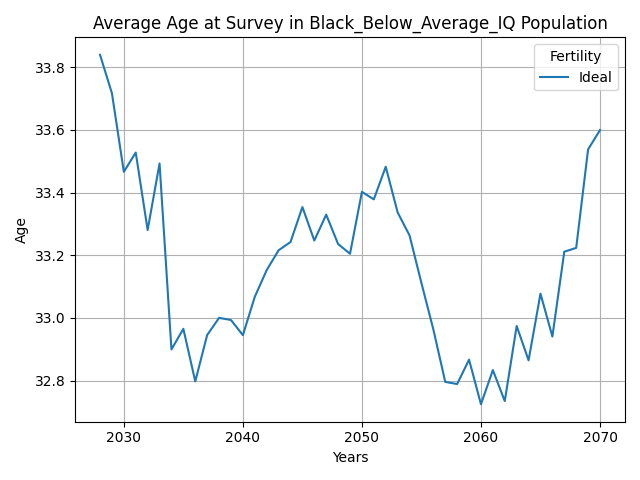 Average Age at Survey in Black_Below_Average_IQ Population
Fertility
Ideal
33.8
33.6
33.4
33.2
33.0
32.8
Age
2030
2040
2050
2060
2070
Years